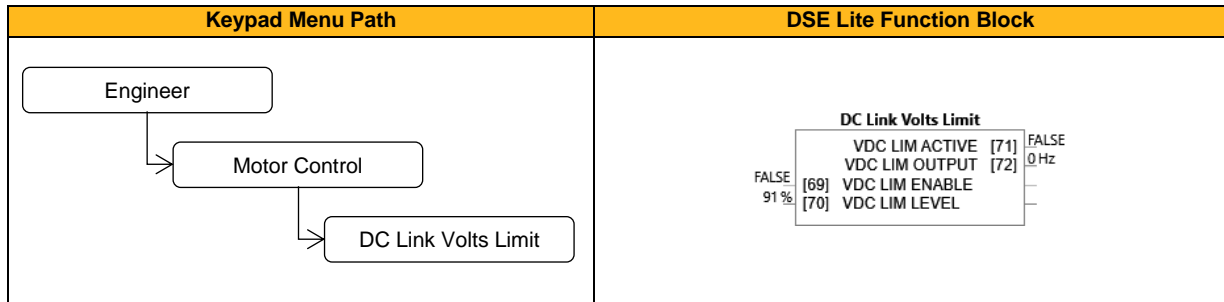 Keypad Menu Path
DSE Lite Function Block
Engineer
Motor Control
DC Link Volts Limit
DC Link Volts Limit
VDC LIM ACTIVE [71] FALSE
VDC LIM OUTPUT [72] 0 Hz
FALSE [69] VDC LIM ENABLE
91 % [70] VDC LIM LEVEL